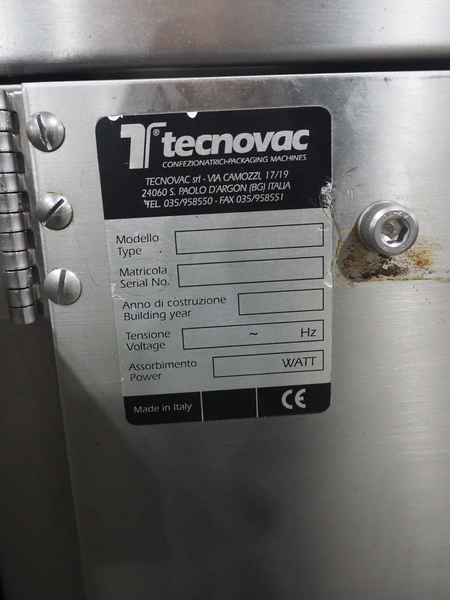 T® tecnovac
CONFEZIONATRICI-PACKAGING MACHINES
TECNOVAC srl - VIA CAMOZZI, 17/19
24060 S. PAOLO D'ARGON (BG) ITALIA
TEL. 035/958550 - FAX 035/958551
Modello
Type
Matricola
Serial No.
Anno di costruzione
Building year
Tensione
Voltage ~ Hz
Assorbimento
Power WATT
Made in Italy CE